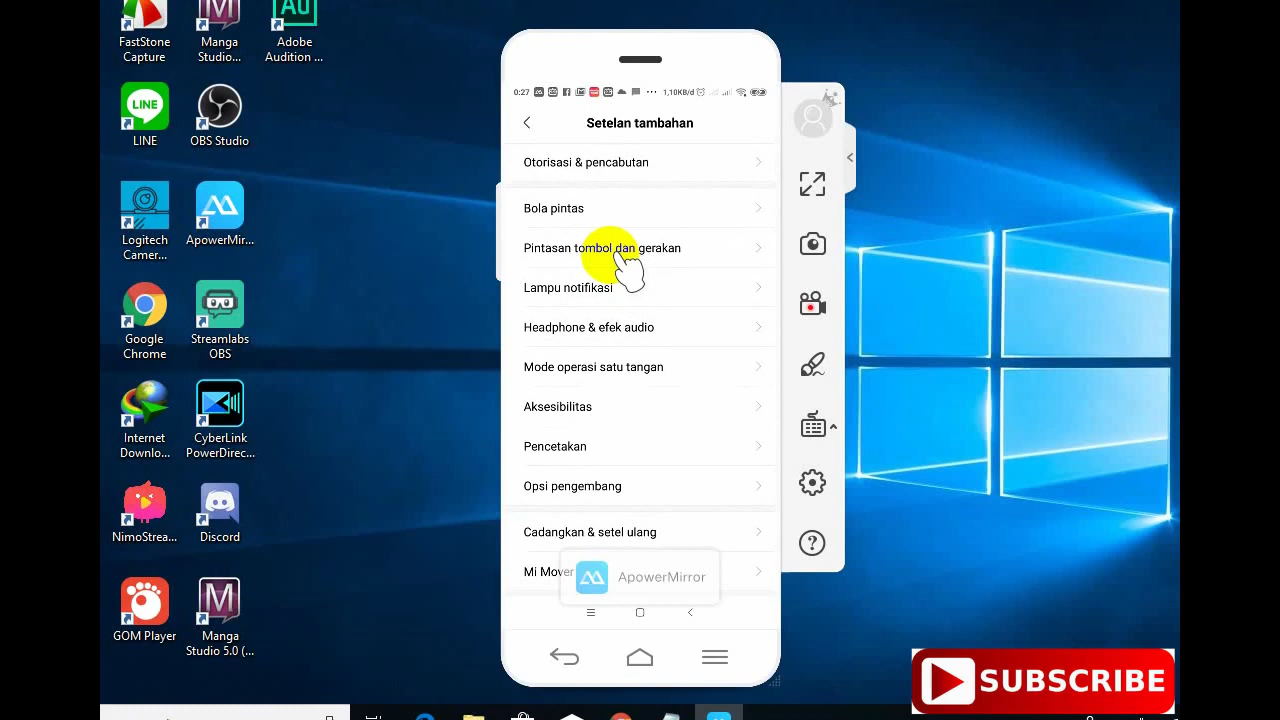 FastStone
Capture
Manga
Studio...
Adobe
Audition ...
Au
LINE
LINE
OBS Studio
Logitech
Camer...
ApowerMir...
Google
Chrome
Streamlabs
OBS
Internet
Downlo...
CyberLink
PowerDirec...
NimoStrea...
Discord
GOM Player
Manga
Studio 5.0 (...
0:27
1,10KB/d
Setelan tambahan
Otorisasi & pencabutan
Bola pintas
Pintasan tombol dan gerakan
Lampu notifikasi
Headphone & efek audio
Mode operasi satu tangan
Aksesibilitas
Pencetakan
Opsi pengembang
Cadangkan & setel ulang
Mi Mover
ApowerMirror
SUBSCRIBE